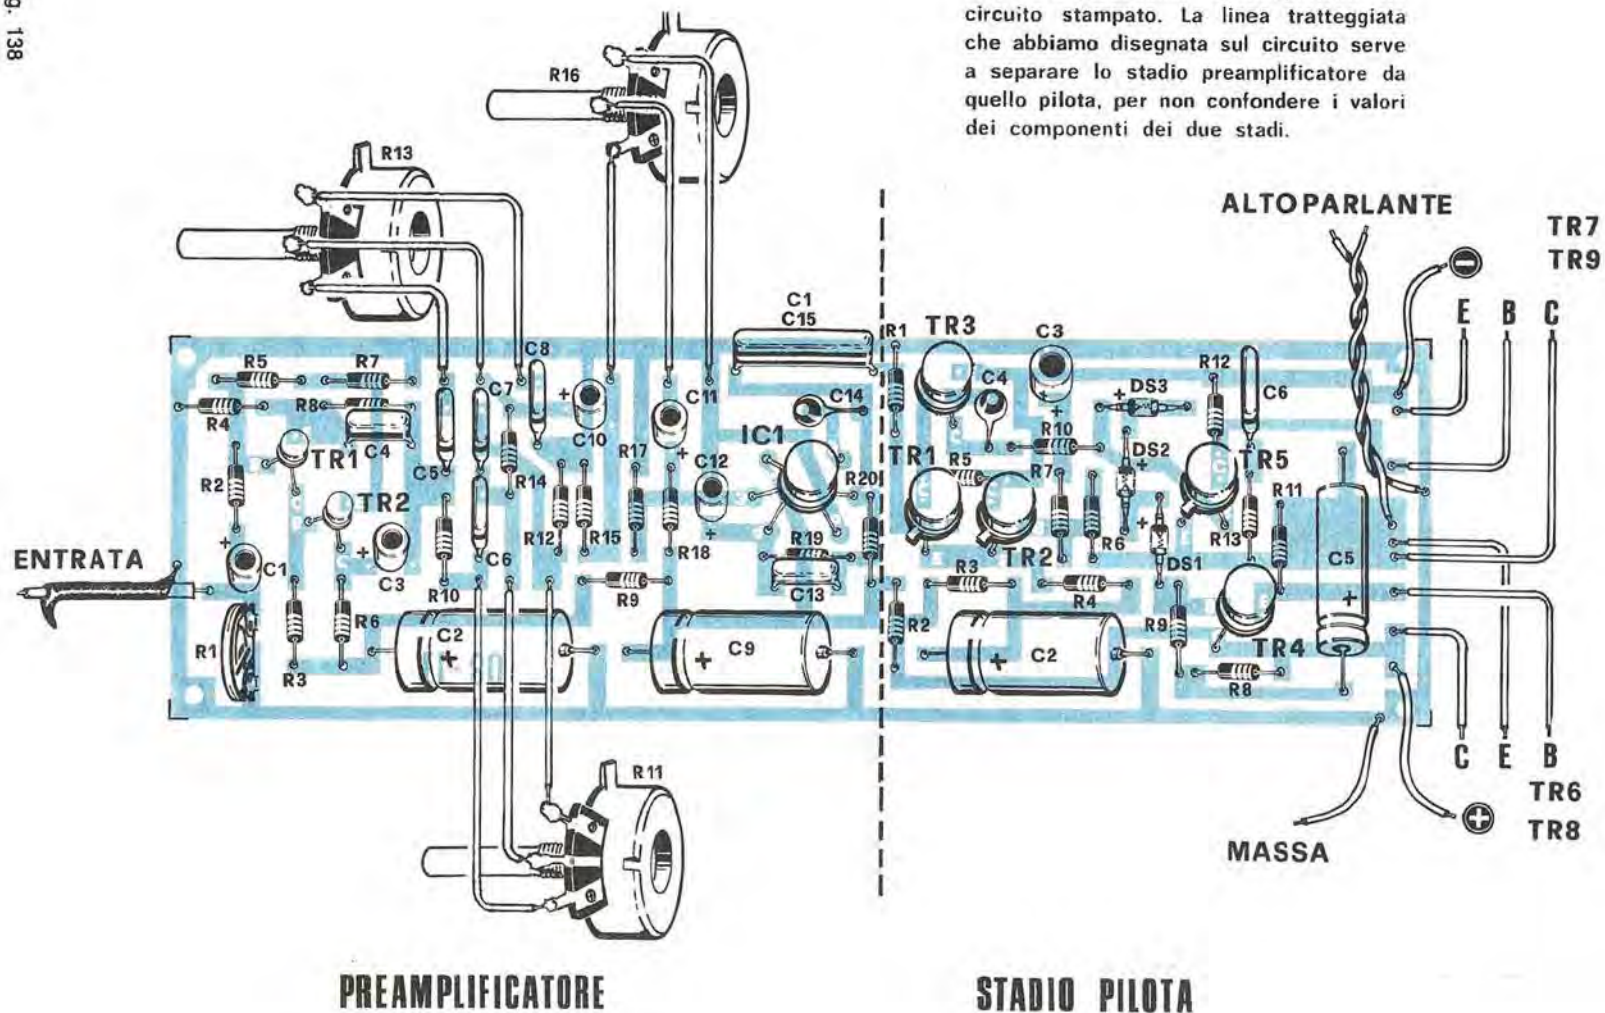 g. 138
circuito stampato. La linea tratteggiata
che abbiamo disegnata sul circuito serve
a separare lo stadio preamplificatore da
quello pilota, per non confondere i valori
dei componenti dei due stadi.
R16
R13
ALTOPARLANTE
TR7
TR9
−
E B C
C1
C15
R1
TR3
C3
R5
R7
C8
C7
R4
R8
C4
C10
C11
C14
C4
DS3
R12
C6
TR1
C5
R14
R17
IC1
C12
R20
R10
DS2
R2
TR2
TR1
R5
R7
TR5
R11
ENTRATA
C1
C3
C6
R12
R15
R18
R19
TR2
R6
R13
DS1
C5
R10
R9
C13
R3
R4
R1
R3
R6
C2
C9
R2
C2
R9
TR4
R8
+
+
+
+
+
+
+
+
+
+
+
+
C E B
TR6
TR8
+
MASSA
R11
PREAMPLIFICATORE
STADIO PILOTA